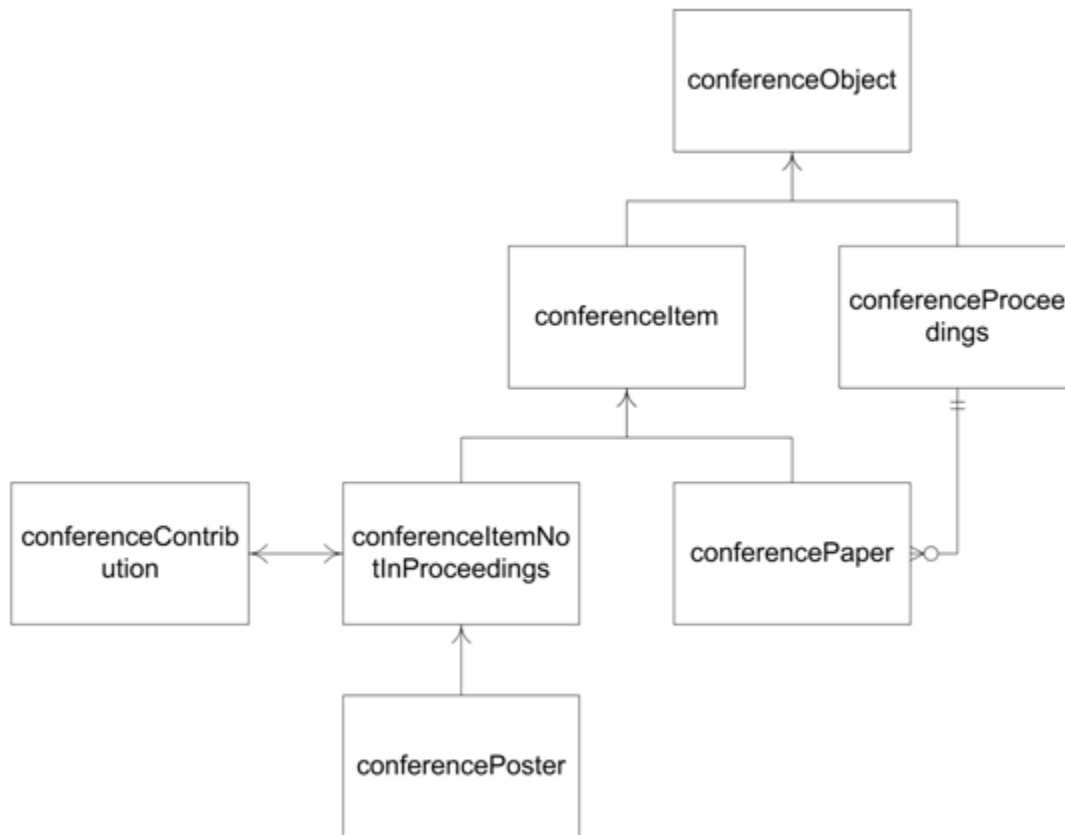 conferenceObject
conferenceItem
conferenceProcee
dings
conferenceContrib
ution
conferenceItemNo
tInProceedings
conferencePaper
conferencePoster